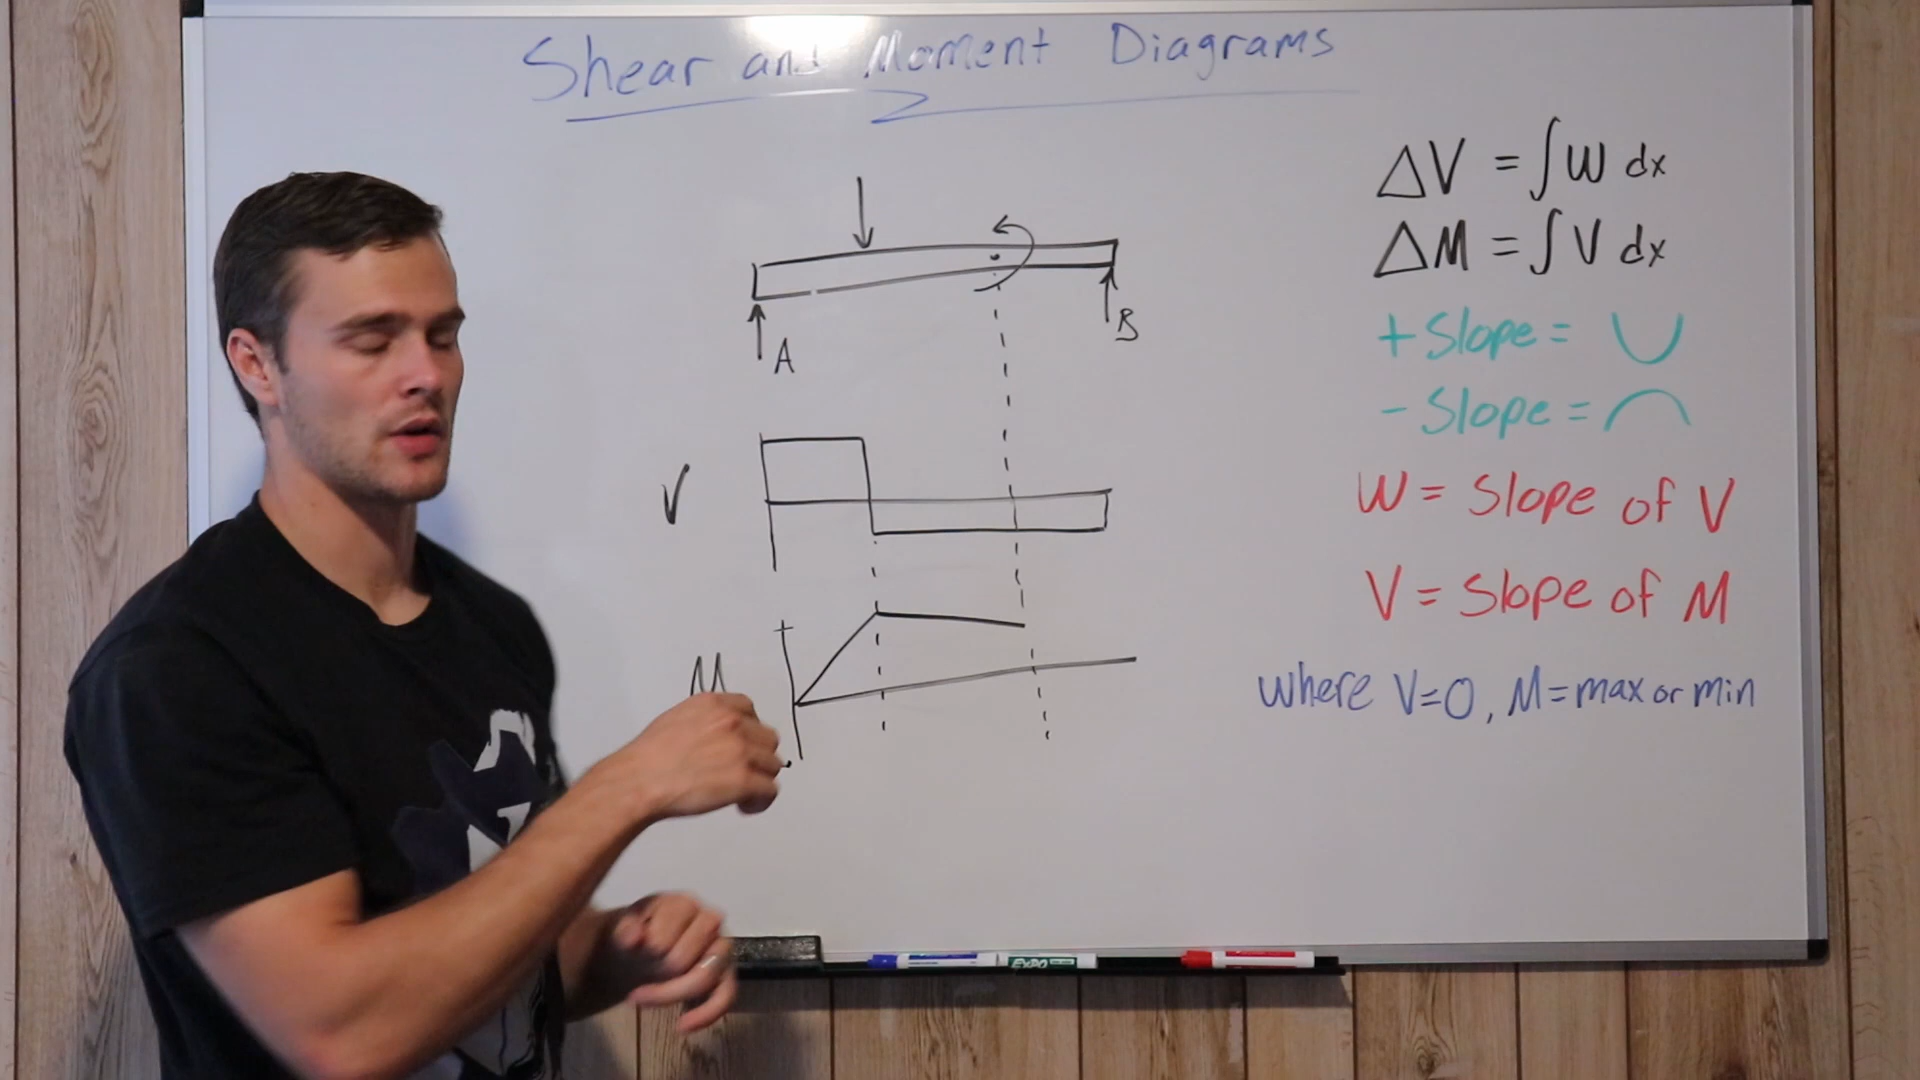 Shear and Moment Diagrams
A
B
V
+
M
ΔV = ∫W dx
ΔM = ∫V dx
+ Slope =
- Slope =
W = Slope of V
V = Slope of M
where V=0, M=max or min
EXPO